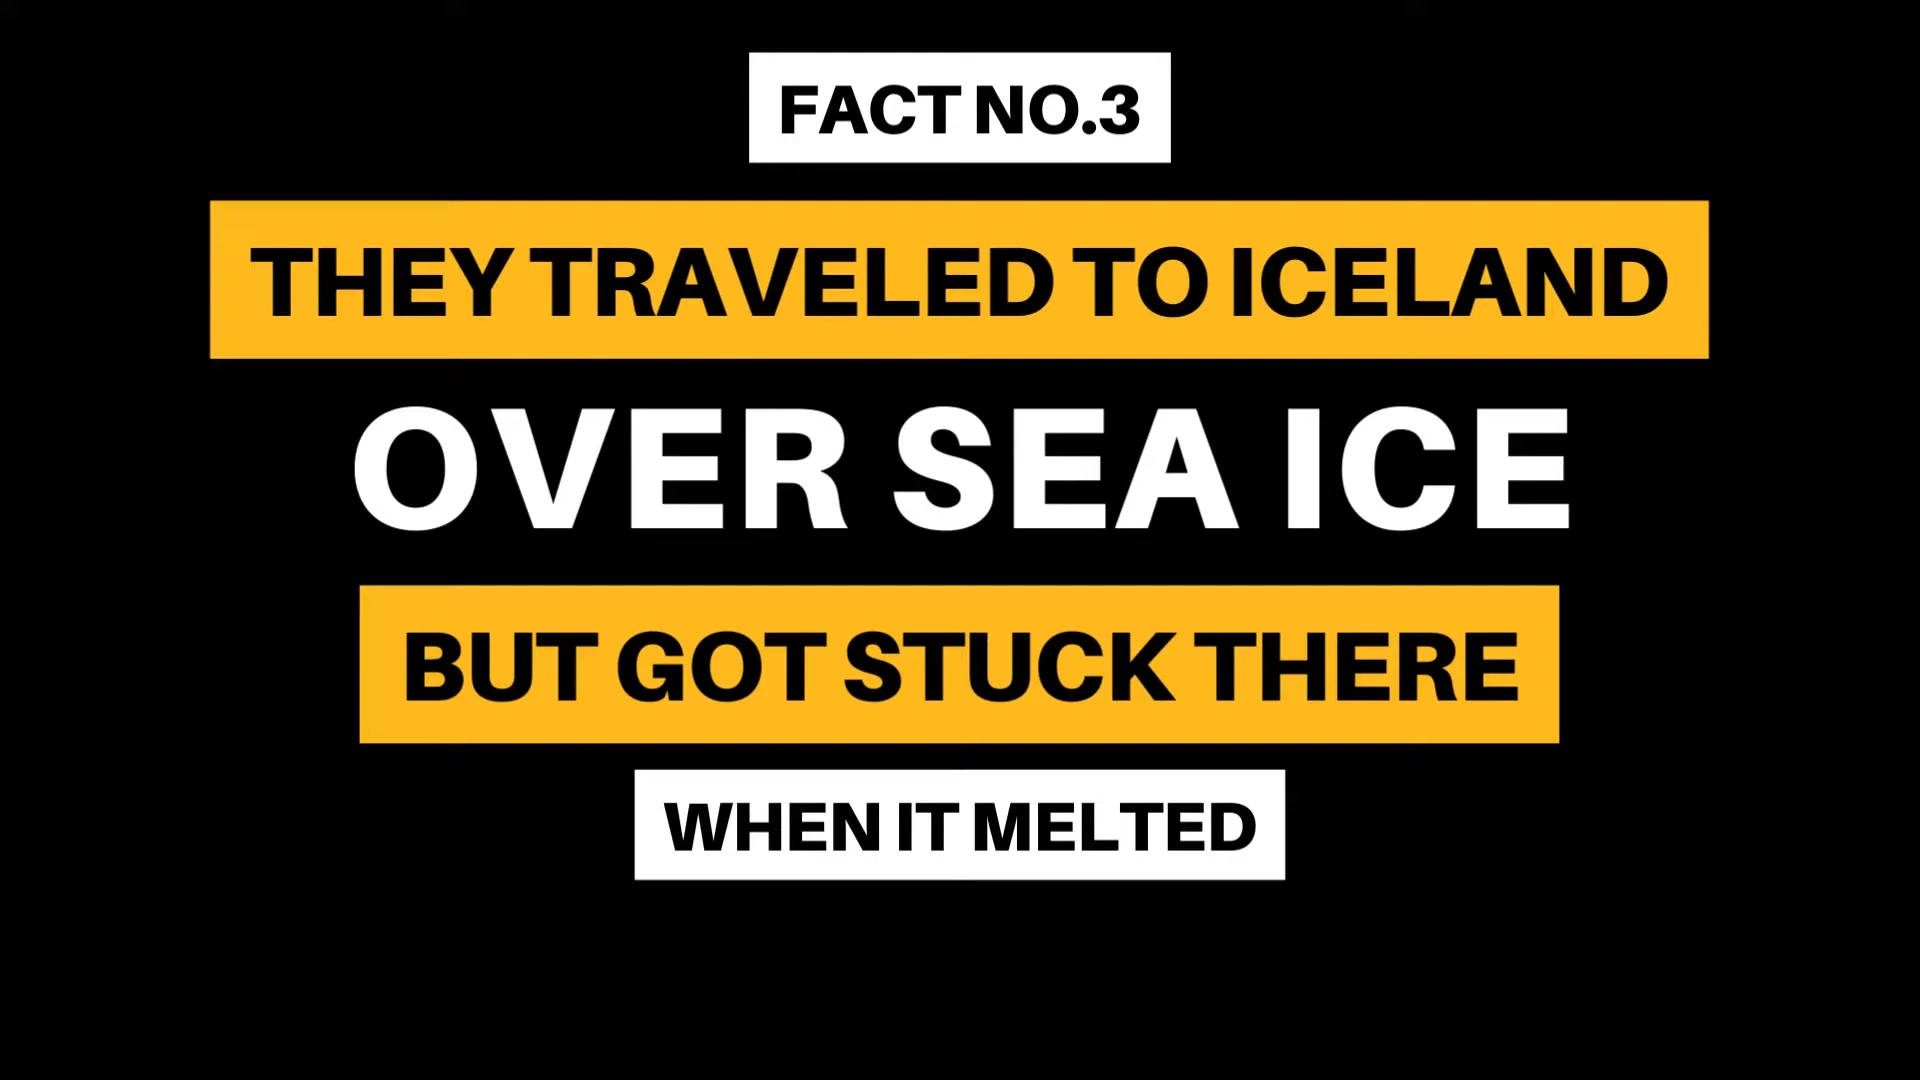 FACT NO.3
THEY TRAVELED TO ICELAND
OVER SEA ICE
BUT GOT STUCK THERE
WHEN IT MELTED